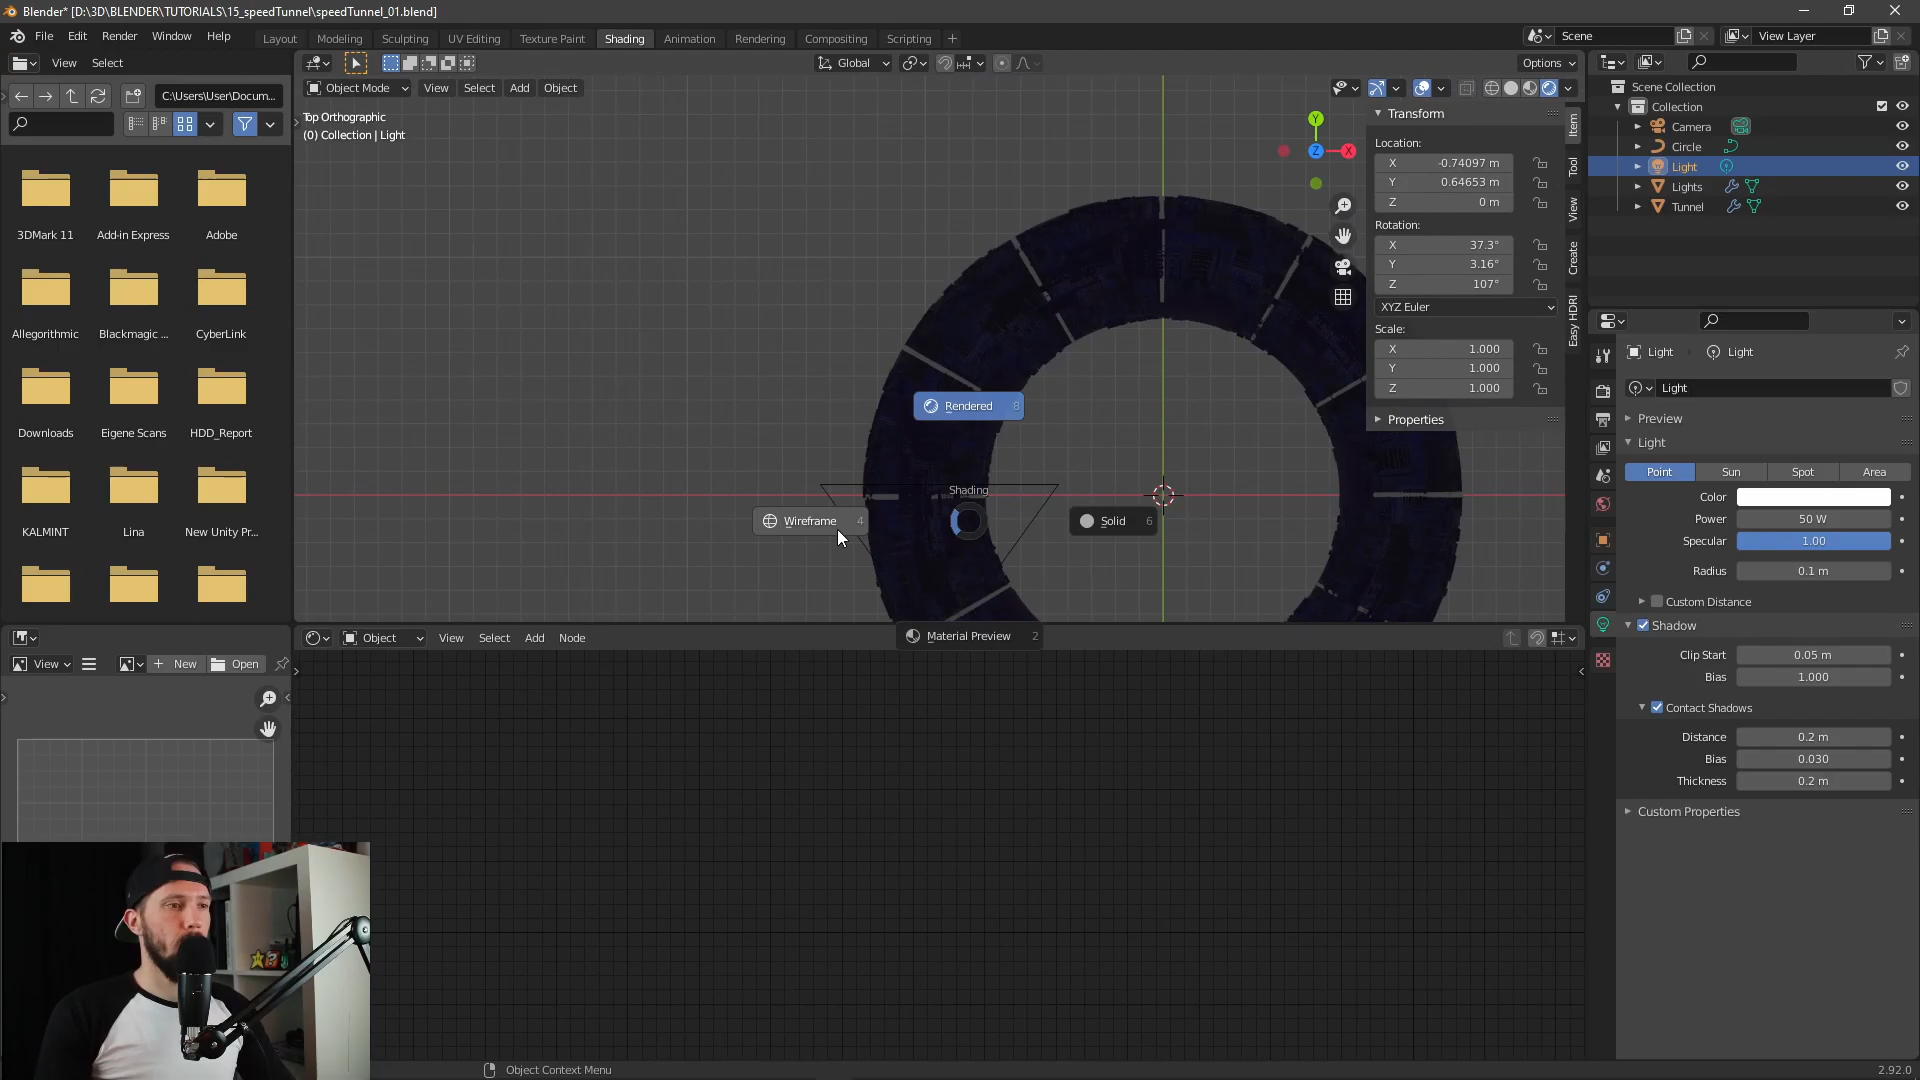 Blender* [D:\3D\BLENDER\TUTORIALS\15_speedTunnel\speedTunnel_01.blend]
File Edit Render Window Help
Layout Modeling Sculpting UV Editing Texture Paint Shading Animation Rendering Compositing Scripting +
Scene
View Layer
View Select
Global
Options
C:\Users\User\Docum...
Object Mode View Select Add Object
Top Orthographic
(0) Collection | Light
3DMark 11 Add-in Express Adobe
Allegorithmic Blackmagic ... CyberLink
Downloads Eigene Scans HDD_Report
KALMINT Lina New Unity Pr...
Y
Z
X
Transform
Location:
X -0.74097 m
Y 0.64653 m
Z 0 m
Rotation:
X 37.3°
Y 3.16°
Z 107°
XYZ Euler
Scale:
X 1.000
Y 1.000
Z 1.000
Properties
Item
Tool
View
Create
Easy HDRI
Rendered 8
Shading
Wireframe 4
Solid 6
Material Preview 2
Scene Collection
Collection
Camera
Circle
Light
Lights
Tunnel
Light Light
Light
Preview
Light
Point Sun Spot Area
Color
Power 50 W
Specular 1.00
Radius 0.1 m
Custom Distance
Shadow
Clip Start 0.05 m
Bias 1.000
Contact Shadows
Distance 0.2 m
Bias 0.030
Thickness 0.2 m
Custom Properties
Object View Select Add Node
View New Open
Object Context Menu
2.92.0